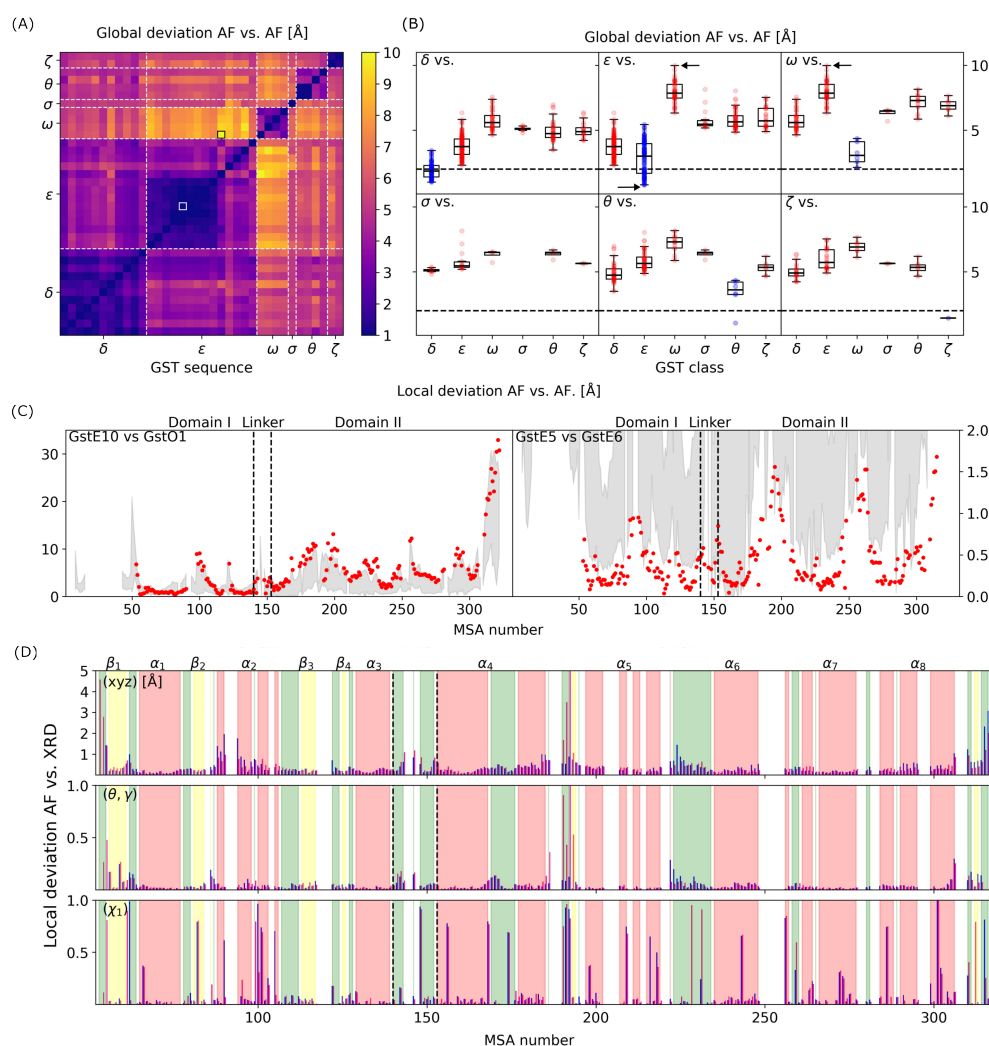 (A)
Global deviation AF vs. AF [Å]
ζ
θ
σ
ω
ε
δ
δ ε ω σ θ ζ
GST sequence
10
9
8
7
6
5
4
3
2
1
(B)
Global deviation AF vs. AF [Å]
δ vs. ε vs. ω vs.
10
5
σ vs. θ vs. ζ vs.
10
5
δ ε ω σ θ ζ δ ε ω σ θ ζ δ ε ω σ θ ζ
GST class
Local deviation AF vs. AF. [Å]
(C)
Domain I Linker Domain II Domain I Linker Domain II
GstE10 vs GstO1 GstE5 vs GstE6
30
20
10
0
2.0
1.5
1.0
0.5
0.0
50 100 150 200 250 300 50 100 150 200 250 300
MSA number
(D)
β1 α1 β2 α2 β3 β4 α3 α4 α5 α6 α7 α8
(xyz) [Å]
5
4
3
2
1
(θ, γ)
1.0
0.5
(χ1)
1.0
0.5
Local deviation AF vs. XRD
100 150 200 250 300
MSA number